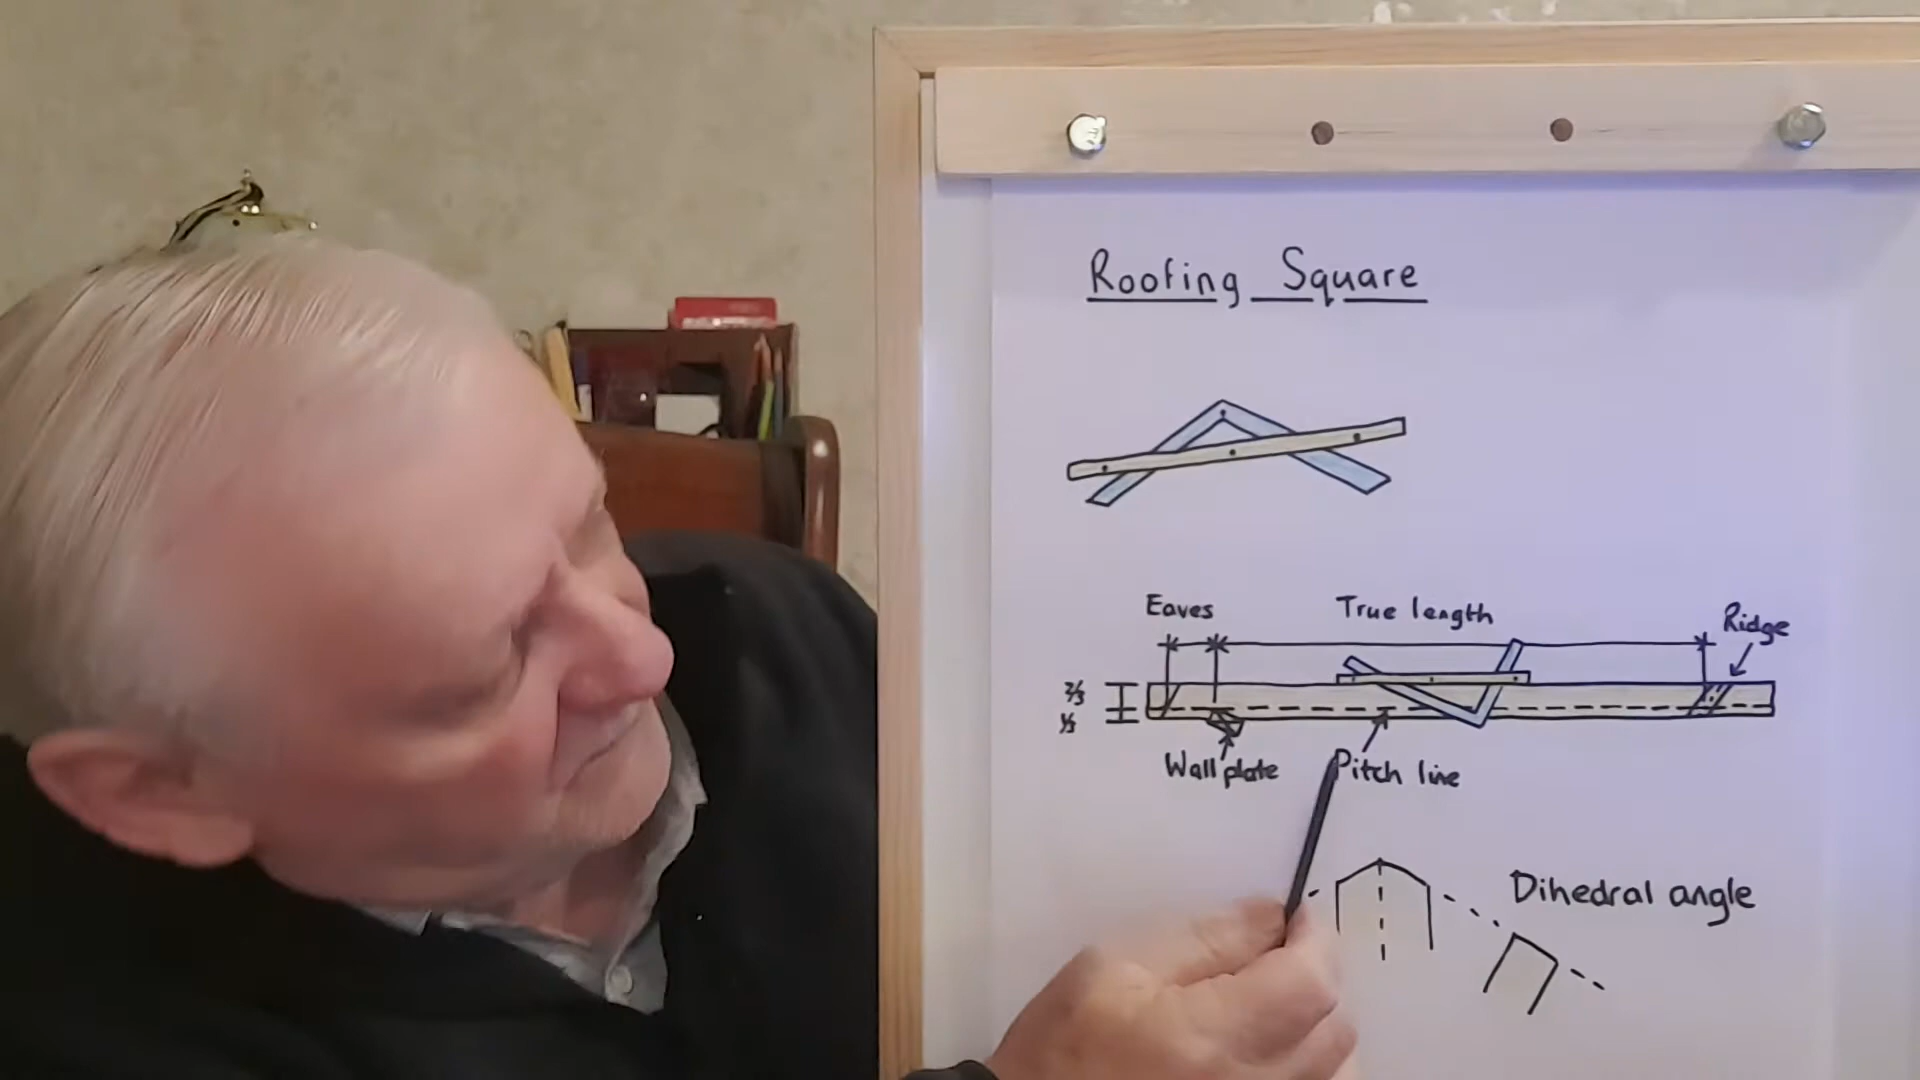 Roofing Square
Eaves
True length
Ridge
2/3
1/3
Wall plate
Pitch line
Dihedral angle